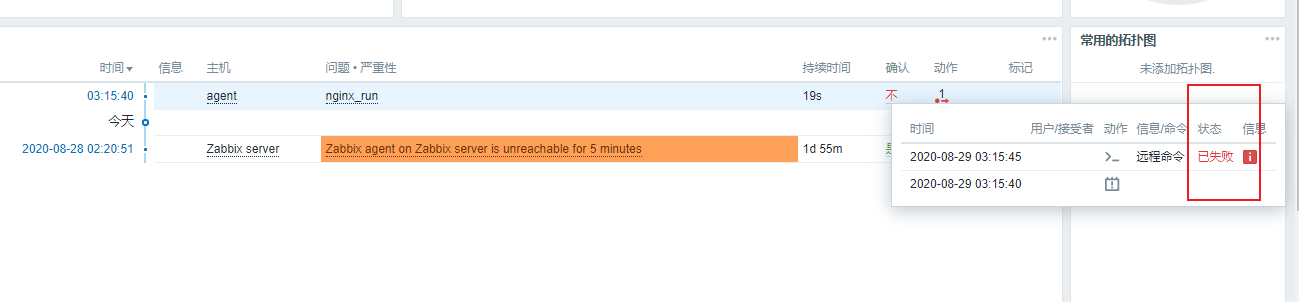 常用的拓扑图
时间 信息 主机 问题 • 严重性 持续时间 确认 动作 标记
未添加拓扑图.
03:15:40 agent nginx_run 19s 不 1
今天
2020-08-28 02:20:51 Zabbix server Zabbix agent on Zabbix server is unreachable for 5 minutes 1d 55m
时间 用户/接受者 动作 信息/命令 状态 信息
2020-08-29 03:15:45 远程命令 已失败
2020-08-29 03:15:40